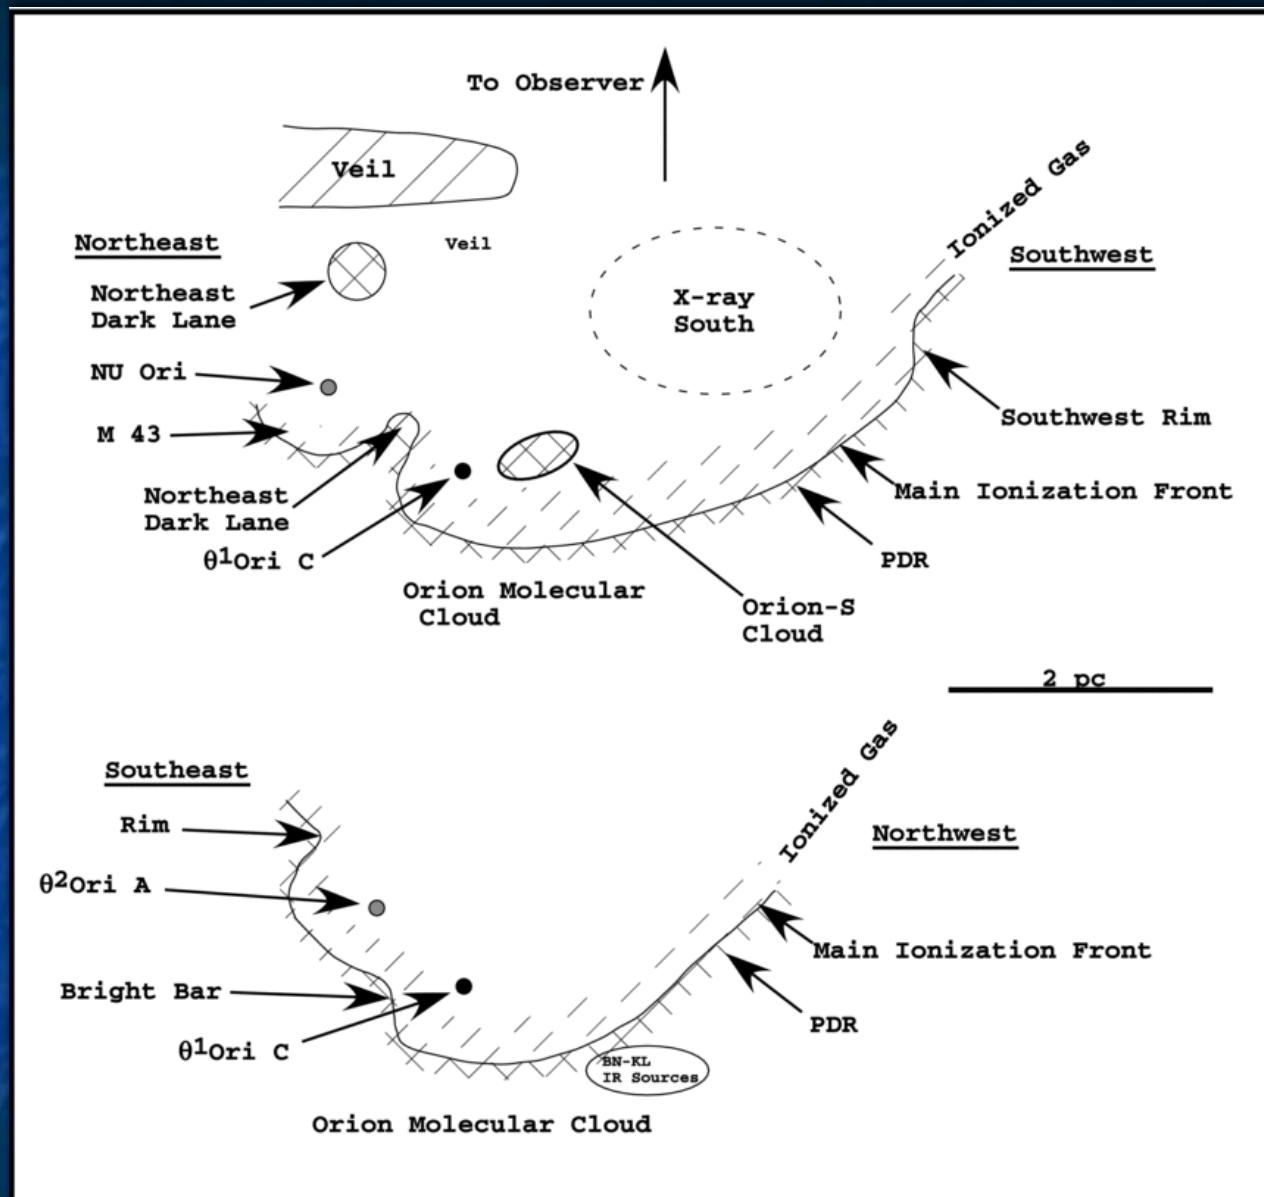 To Observer
Veil
Ionized Gas
Northeast
Veil
Southwest
Northeast
Dark Lane
X-ray
South
NU Ori
Southwest Rim
M 43
Main Ionization Front
Northeast
Dark Lane
θ¹Ori C
PDR
Orion Molecular
Cloud
Orion-S
Cloud
2 pc
Ionized Gas
Southeast
Rim
Northwest
θ²Ori A
Main Ionization Front
Bright Bar
PDR
θ¹Ori C
BN-KL
IR Sources
Orion Molecular Cloud